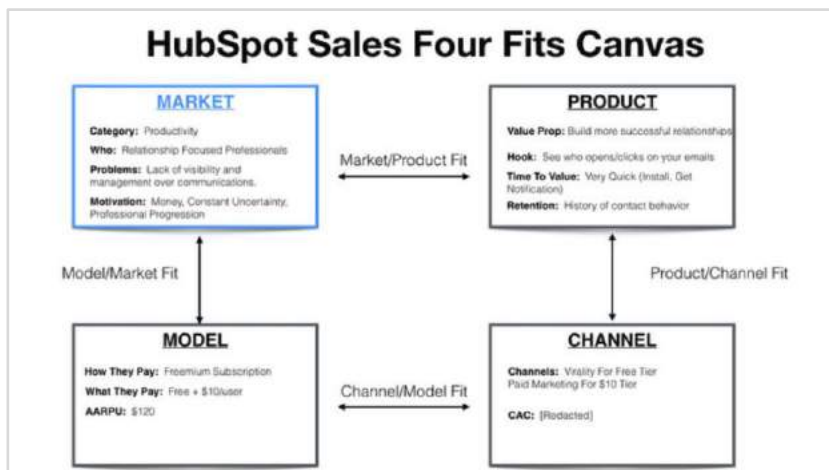 HubSpot Sales Four Fits Canvas
MARKET
Category: Productivity
Who: Relationship Focused Professionals
Problems: Lack of visibility and
management over communications.
Motivation: Money, Constant Uncertainty,
Professional Progression
Market/Product Fit
PRODUCT
Value Prop: Build more successful relationships
Hook: See who opens/clicks on your emails
Time To Value: Very Quick (Install, Get
Notification)
Retention: History of contact behavior
Model/Market Fit
Product/Channel Fit
MODEL
How They Pay: Freemium Subscription
What They Pay: Free + $10/user
AARPU: $120
Channel/Model Fit
CHANNEL
Channels: Virality For Free Tier
Paid Marketing For $10 Tier
CAC: [Redacted]